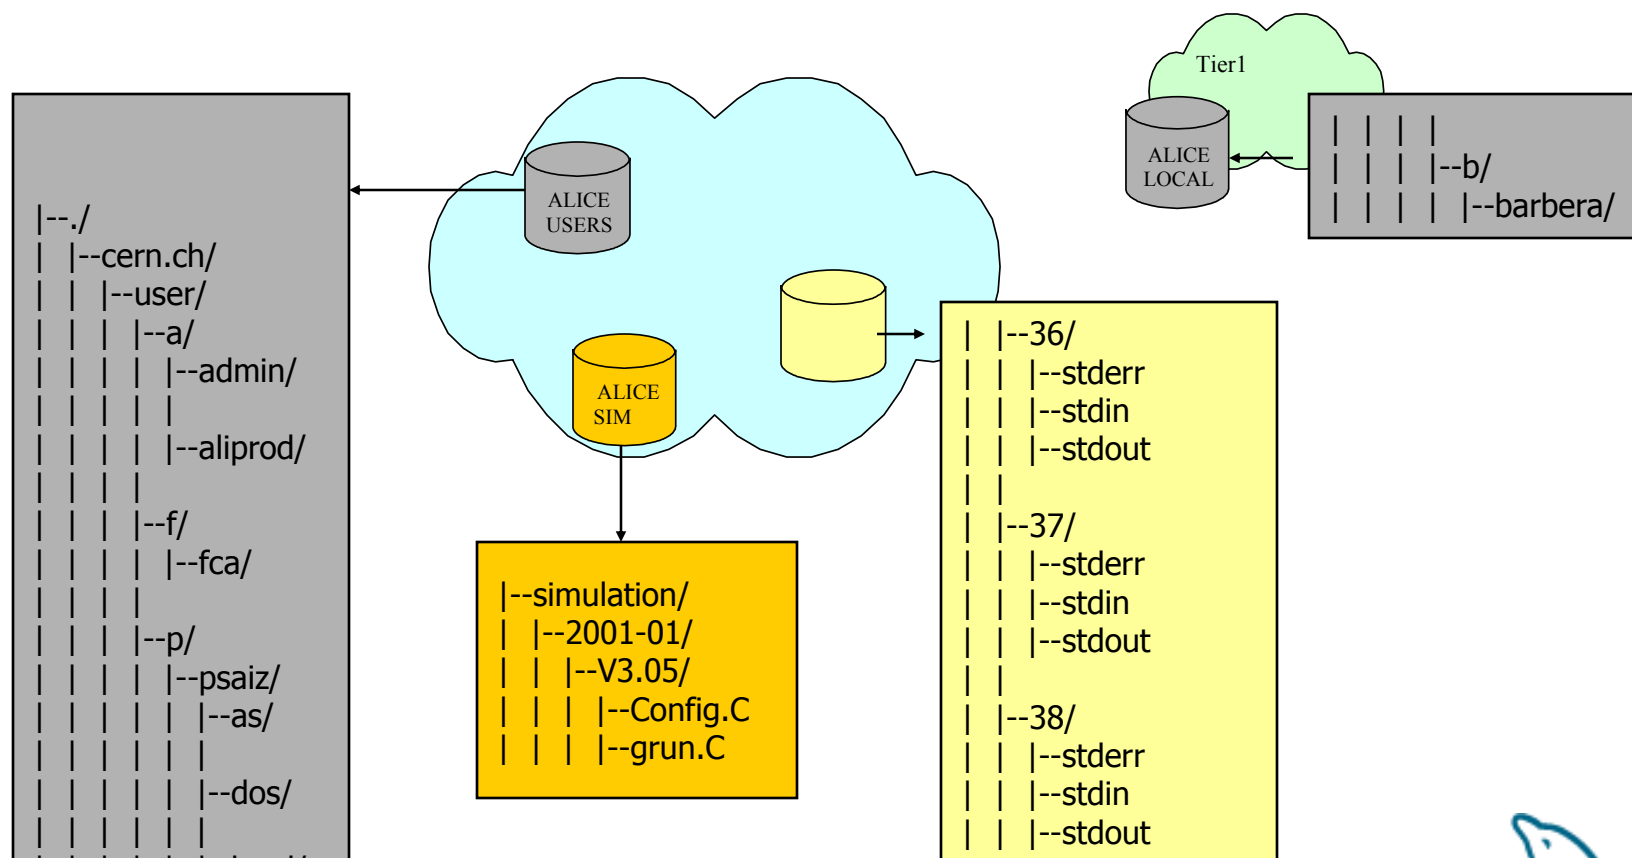 Tier1
ALICE
LOCAL
| | | |
| | | |--b/
| | | | |--barbera/
ALICE
USERS
ALICE
SIM
|--./
| |--cern.ch/
| | |--user/
| | | |--a/
| | | | |--admin/
| | | | |
| | | | |--aliprod/
| | | |
| | | |--f/
| | | | |--fca/
| | | |
| | | |--p/
| | | | |--psaiz/
| | | | | |--as/
| | | | | |
| | | | | |--dos/
| | | | | |
|--simulation/
| |--2001-01/
| | |--V3.05/
| | | |--Config.C
| | | |--grun.C
| |--36/
| | |--stderr
| | |--stdin
| | |--stdout
| |
| |--37/
| | |--stderr
| | |--stdin
| | |--stdout
| |
| |--38/
| | |--stderr
| | |--stdin
| | |--stdout